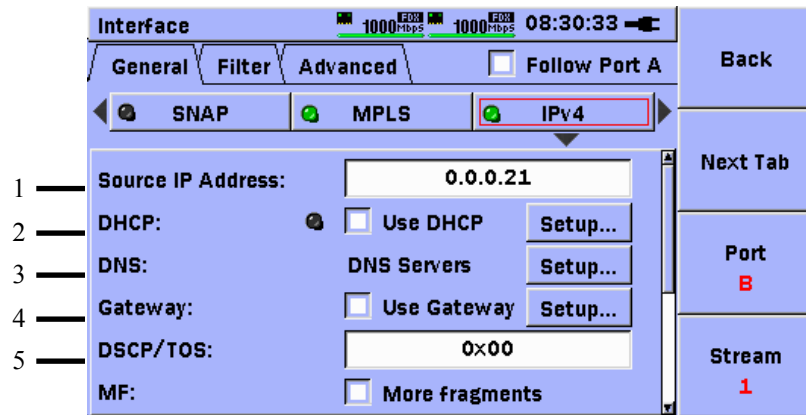 Interface 1000 Mbps FDX 1000 Mbps FDX 08:30:33
General Filter Advanced Follow Port A
SNAP MPLS IPv4
1 Source IP Address: 0.0.0.21
2 DHCP: Use DHCP Setup...
3 DNS: DNS Servers Setup...
4 Gateway: Use Gateway Setup...
5 DSCP/TOS: 0x00
MF: More fragments
Back
Next Tab
Port
B
Stream
1